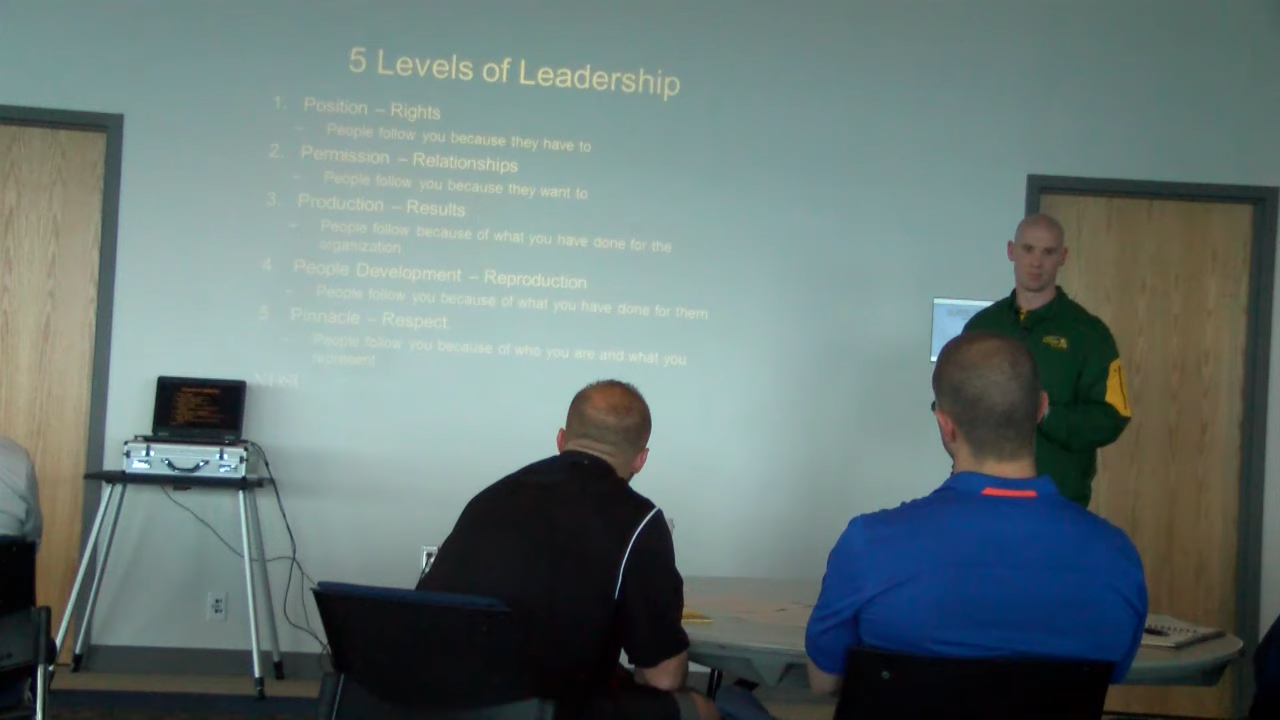 5 Levels of Leadership
1. Position – Rights
– People follow you because they have to
2. Permission – Relationships
– People follow you because they want to
3. Production – Results
– People follow because of what you have done for the
organization
4 People Development – Reproduction
– People follow you because of what you have done for them
5 Pinnacle – Respect
– People follow you because of who you are and what you
represent
NDSU